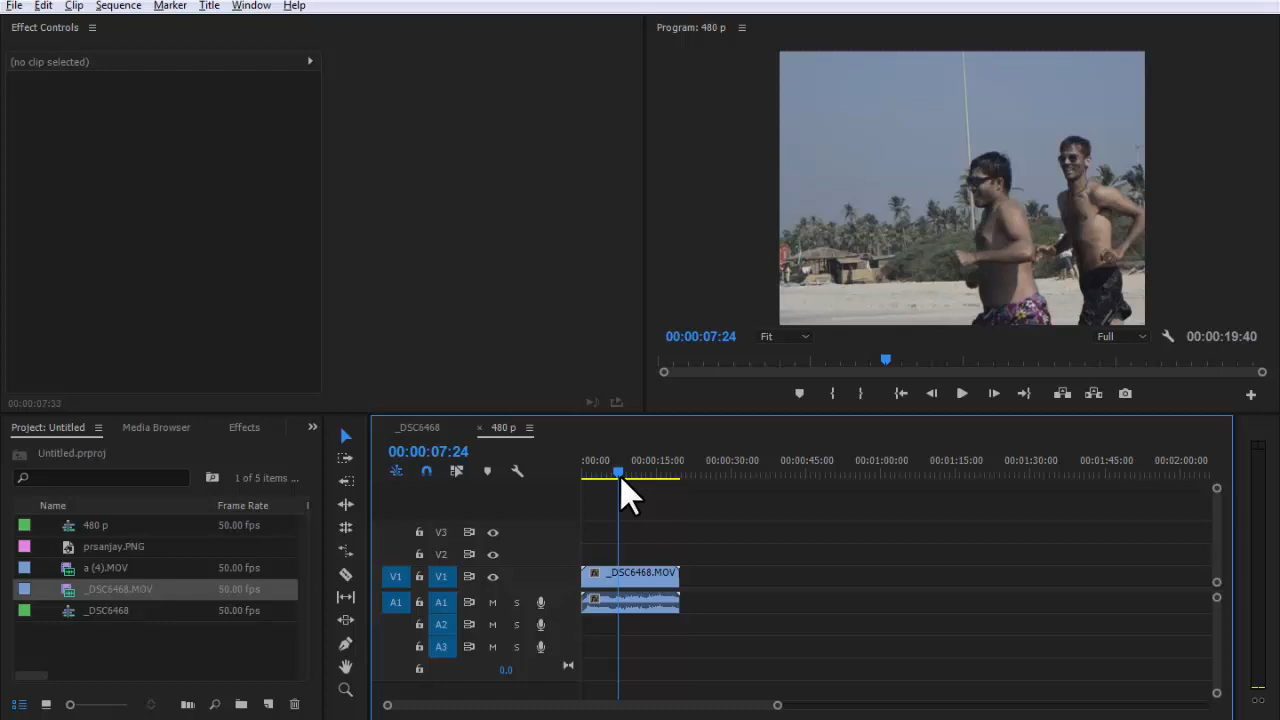 File Edit Clip Sequence Marker Title Window Help
Effect Controls
Program: 480 p
(no clip selected)
00:00:07:24 Fit Full 00:00:19:40
00:00:07:33
Project: Untitled Media Browser Effects
Untitled.prproj
1 of 5 items ...
Name Frame Rate
480 p 50.00 fps
prsanjay.PNG
a (4).MOV 50.00 fps
_DSC6468.MOV 50.00 fps
_DSC6468 50.00 fps
_DSC6468 × 480 p
00:00:07:24
:00:00 00:00:15:00 00:00:30:00 00:00:45:00 00:01:00:00 00:01:15:00 00:01:30:00 00:01:45:00 00:02:00:00
V3
V2
V1 V1 fx _DSC6468.MOV
A1 A1 M S fx
A2 M S
A3 M S
0.0